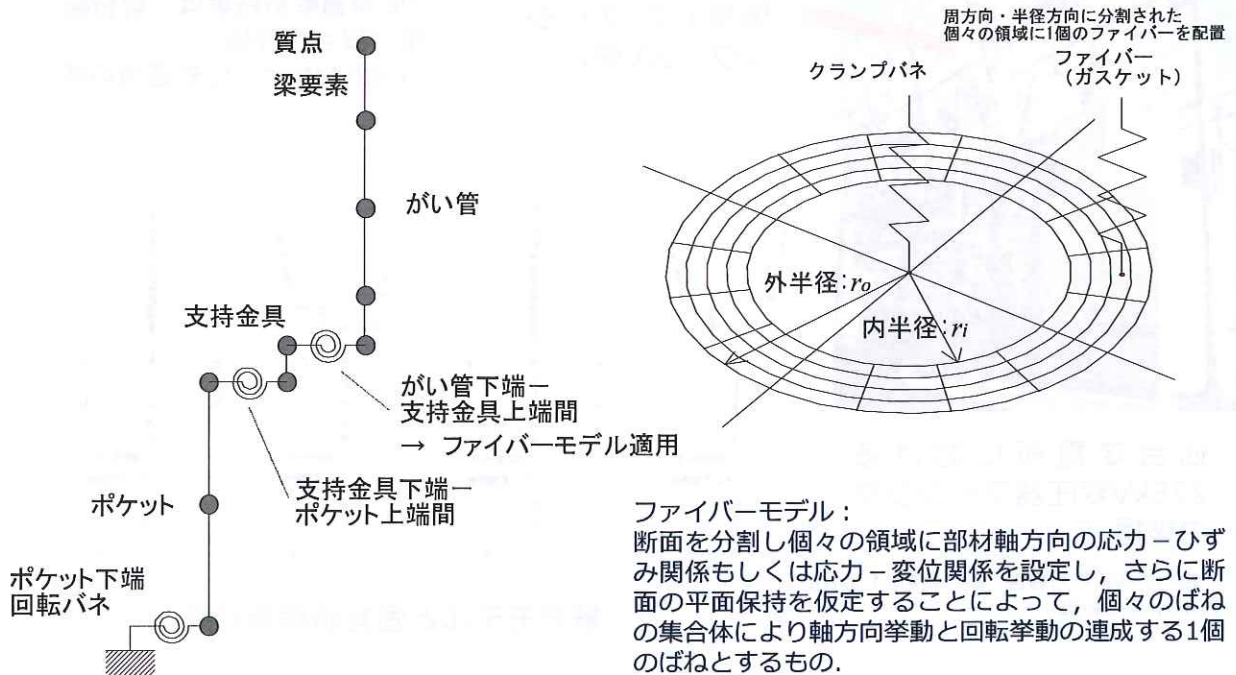 質点
梁要素
がい管
支持金具
がい管下端－
支持金具上端間
→ ファイバーモデル適用
支持金具下端－
ポケット上端間
ポケット
ポケット下端
回転バネ
周方向・半径方向に分割された
個々の領域に1個のファイバーを配置
ファイバー
（ガスケット）
クランプバネ
外半径:ro
内半径:ri
ファイバーモデル：
断面を分割し個々の領域に部材軸方向の応力－ひず
み関係もしくは応力－変位関係を設定し，さらに断
面の平面保持を仮定することによって，個々のばね
の集合体により軸方向挙動と回転挙動の連成する1個
のばねとするもの．